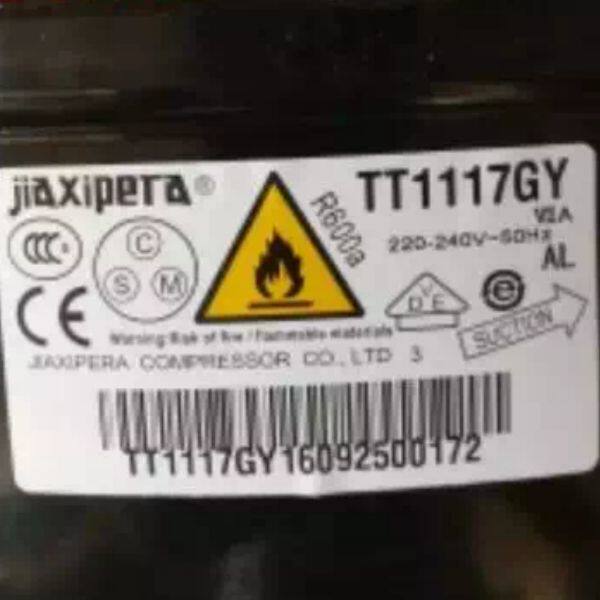 jiaxipera®
TT1117GY
R600a
220-240V~50Hz
AL
CCC
C
S M
CE
VDE
e
SUCTION
Warning Risk of fire / flammable materials
JIAXIPERA COMPRESSOR CO., LTD 3
TT1117GY16092500172